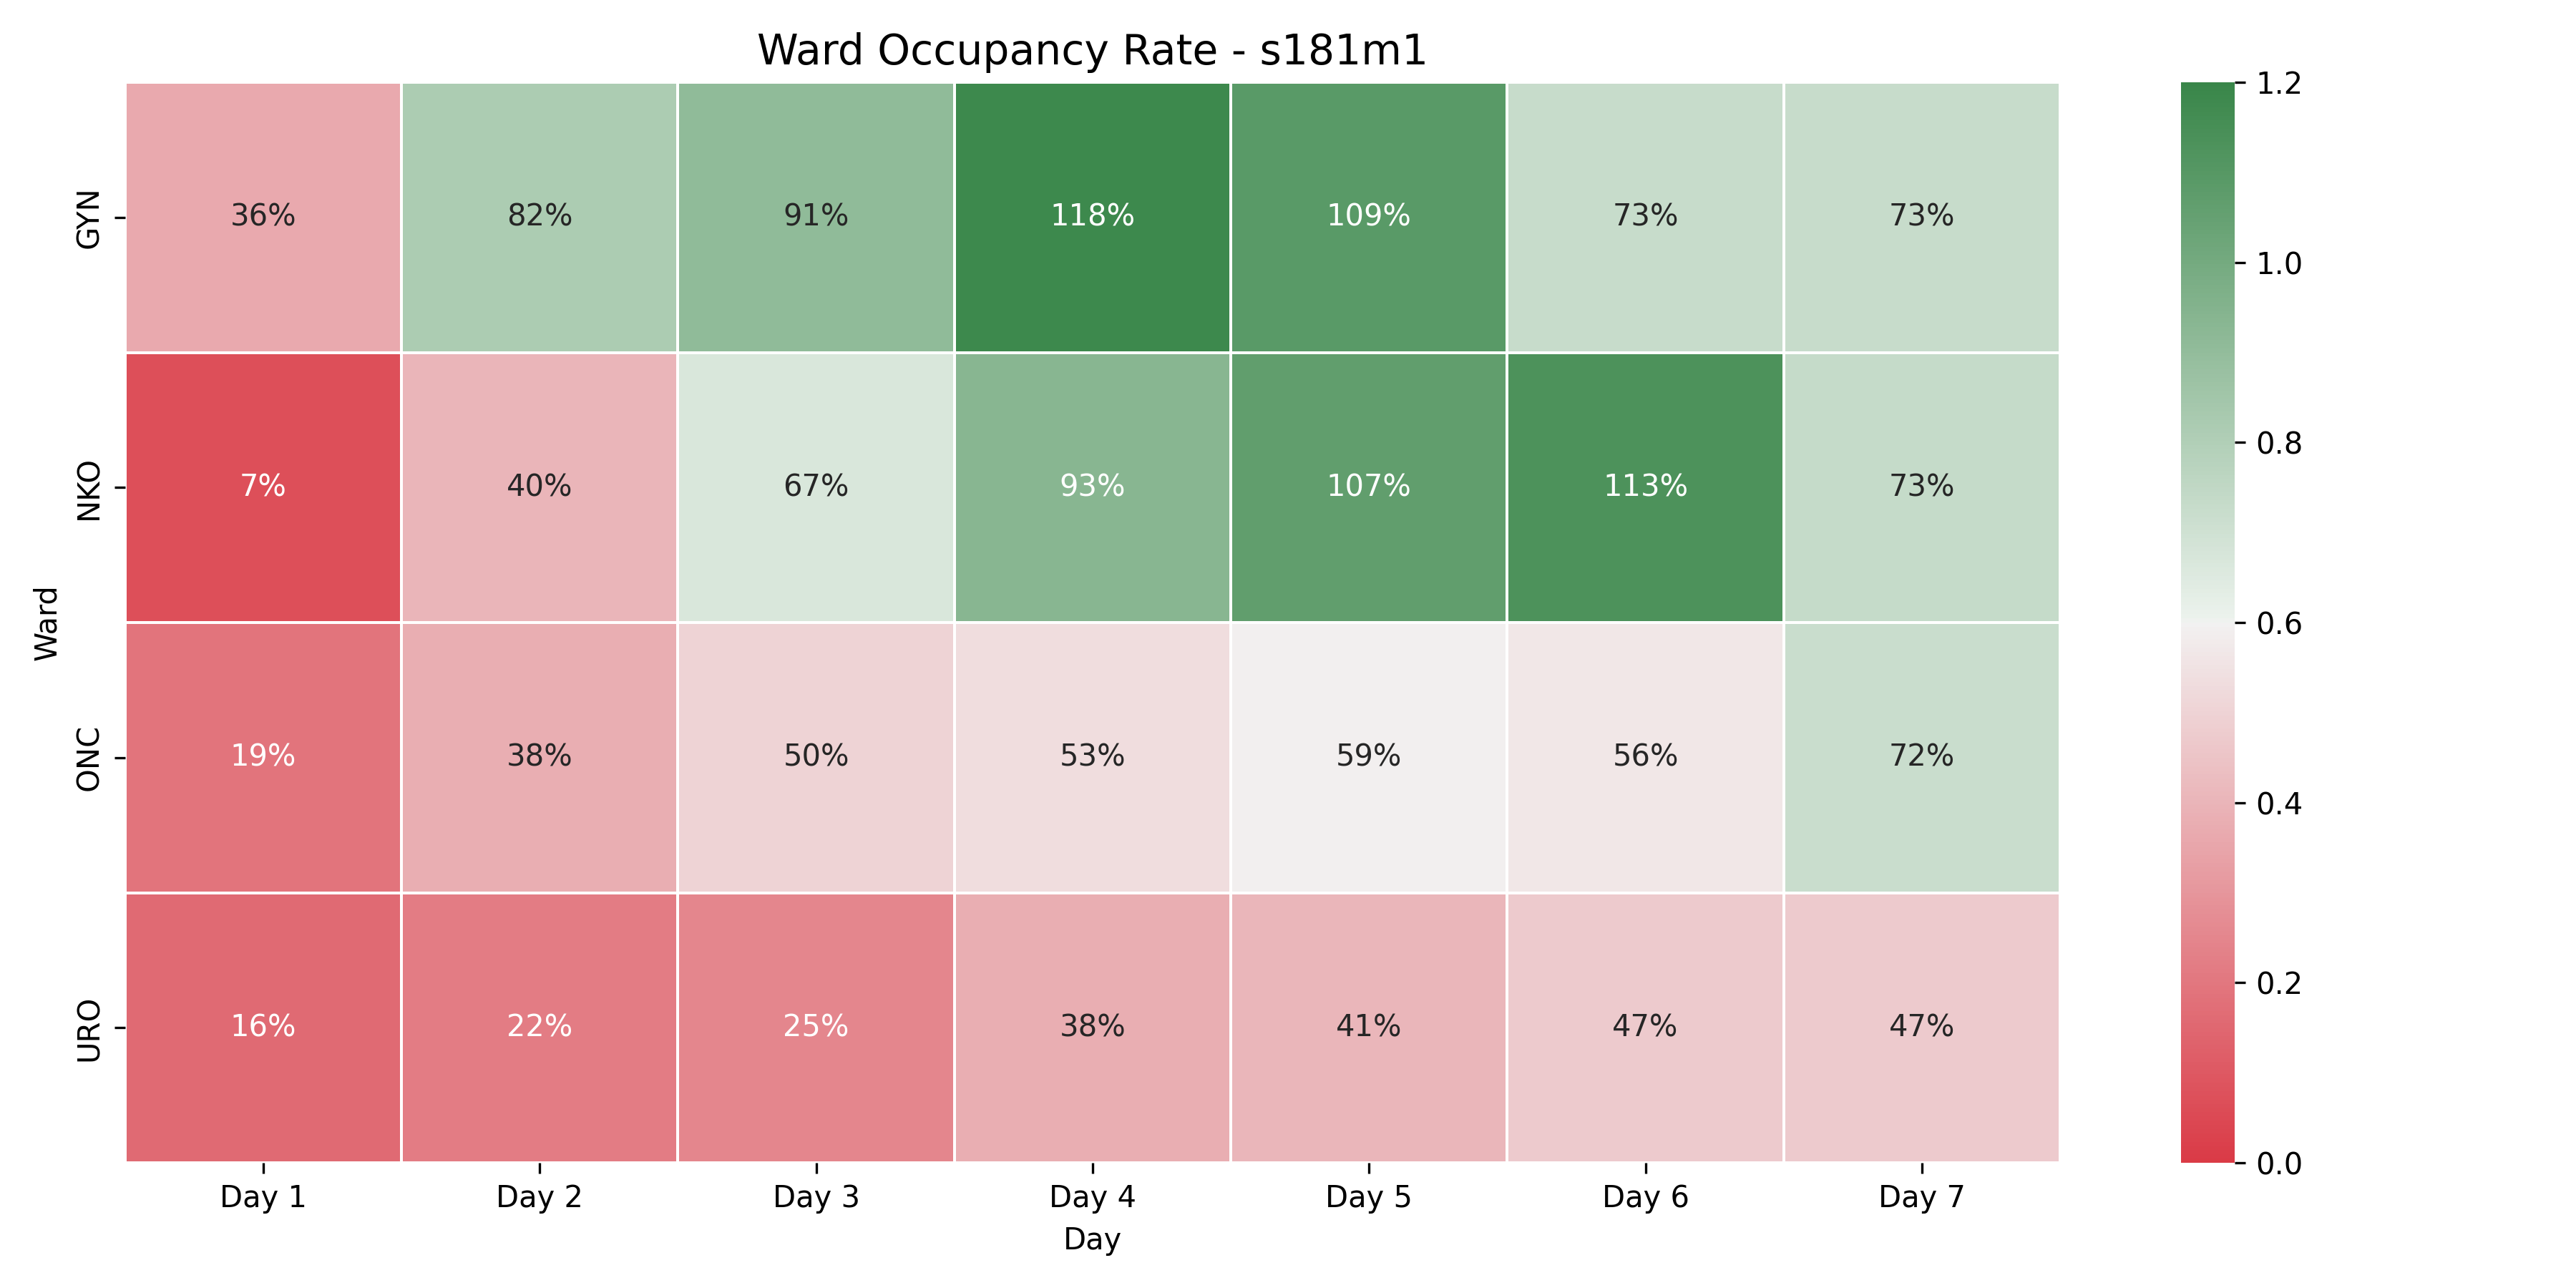 Ward Occupancy Rate - s181m1
GYN 36% 82% 91% 118% 109% 73% 73%
NKO 7% 40% 67% 93% 107% 113% 73%
ONC 19% 38% 50% 53% 59% 56% 72%
URO 16% 22% 25% 38% 41% 47% 47%
Ward
Day 1 Day 2 Day 3 Day 4 Day 5 Day 6 Day 7
Day
1.2
1.0
0.8
0.6
0.4
0.2
0.0